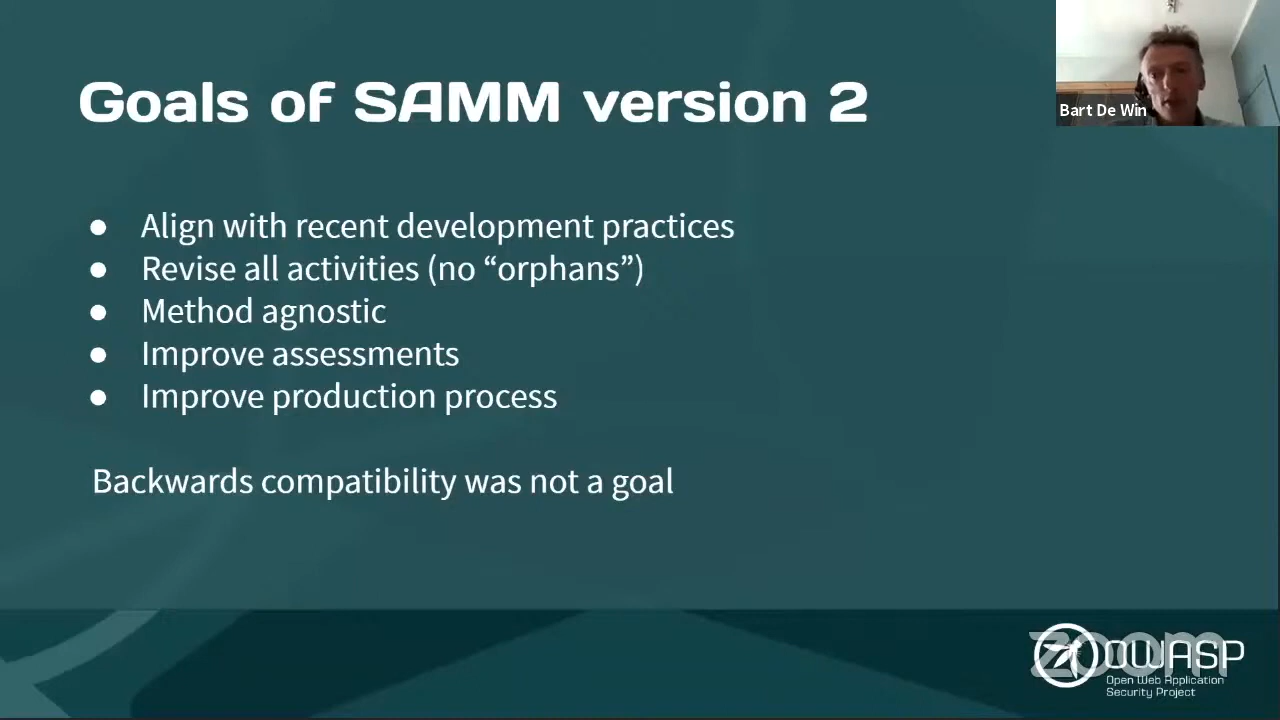 Goals of SAMM version 2
Bart De Win
● Align with recent development practices
● Revise all activities (no “orphans”)
● Method agnostic
● Improve assessments
● Improve production process
Backwards compatibility was not a goal
zoom
OWASP
Open Web Application
Security Project